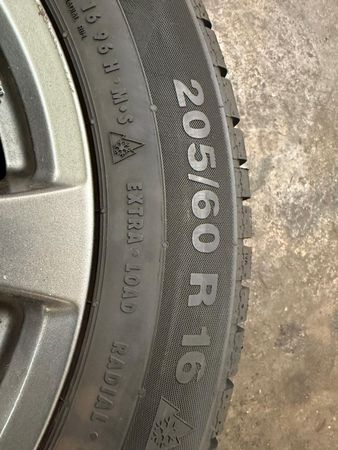 205/60 R 16
16 96 H · M+S
EXTRA · LOAD RADIAL ·